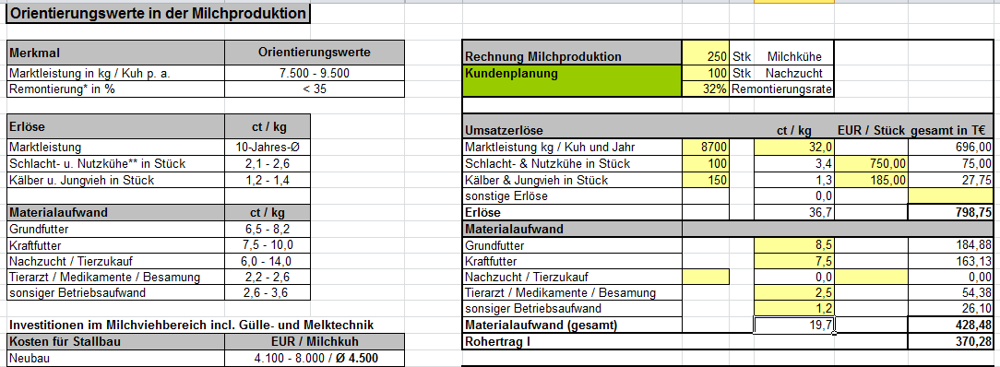 Orientierungswerte in der Milchproduktion
Merkmal Orientierungswerte
Marktleistung in kg / Kuh p. a. 7.500 - 9.500
Remontierung* in % < 35
Erlöse ct / kg
Marktleistung 10-Jahres-Ø
Schlacht- u. Nutzkühe** in Stück 2,1 - 2,6
Kälber u. Jungvieh in Stück 1,2 - 1,4
Materialaufwand ct / kg
Grundfutter 6,5 - 8,2
Kraftfutter 7,5 - 10,0
Nachzucht / Tierzukauf 6,0 - 14,0
Tierarzt / Medikamente / Besamung 2,2 - 2,6
sonsiger Betriebsaufwand 2,6 - 3,6
Investitionen im Milchviehbereich incl. Gülle- und Melktechnik
Kosten für Stallbau EUR / Milchkuh
Neubau 4.100 - 8.000 / Ø 4.500
Rechnung Milchproduktion 250 Stk Milchkühe
Kundenplanung 100 Stk Nachzucht
32% Remontierungsrate
Umsatzerlöse ct / kg EUR / Stück gesamt in T€
Marktleistung kg / Kuh und Jahr 8700 32,0 696,00
Schlacht- & Nutzkühe in Stück 100 3,4 750,00 75,00
Kälber & Jungvieh in Stück 150 1,3 185,00 27,75
sonstige Erlöse 0,0
Erlöse 36,7 798,75
Materialaufwand
Grundfutter 8,5 184,88
Kraftfutter 7,5 163,13
Nachzucht / Tierzukauf 0,0 0,00
Tierarzt / Medikamente / Besamung 2,5 54,38
sonsiger Betriebsaufwand 1,2 26,10
Materialaufwand (gesamt) 19,7 428,48
Rohertrag I 370,28